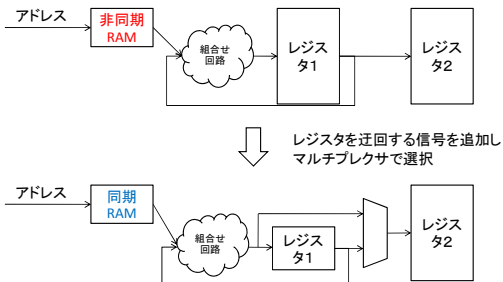 アドレス
非同期
RAM
組合せ
回路
レジス
タ1
レジス
タ2
レジスタを迂回する信号を追加し
マルチプレクサで選択
アドレス
同期
RAM
組合せ
回路
レジス
タ1
レジス
タ2